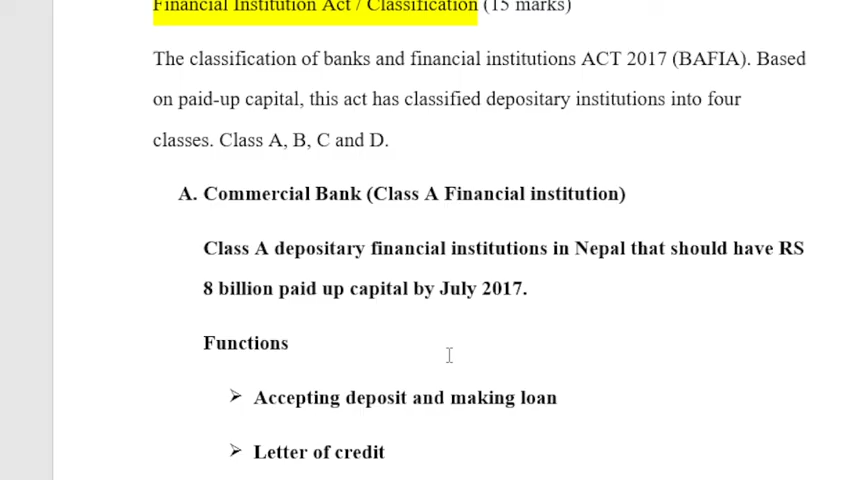 Financial Institution Act / Classification (15 marks)
The classification of banks and financial institutions ACT 2017 (BAFIA). Based
on paid-up capital, this act has classified depositary institutions into four
classes. Class A, B, C and D.
A. Commercial Bank (Class A Financial institution)
Class A depositary financial institutions in Nepal that should have RS
8 billion paid up capital by July 2017.
Functions
➢ Accepting deposit and making loan
➢ Letter of credit